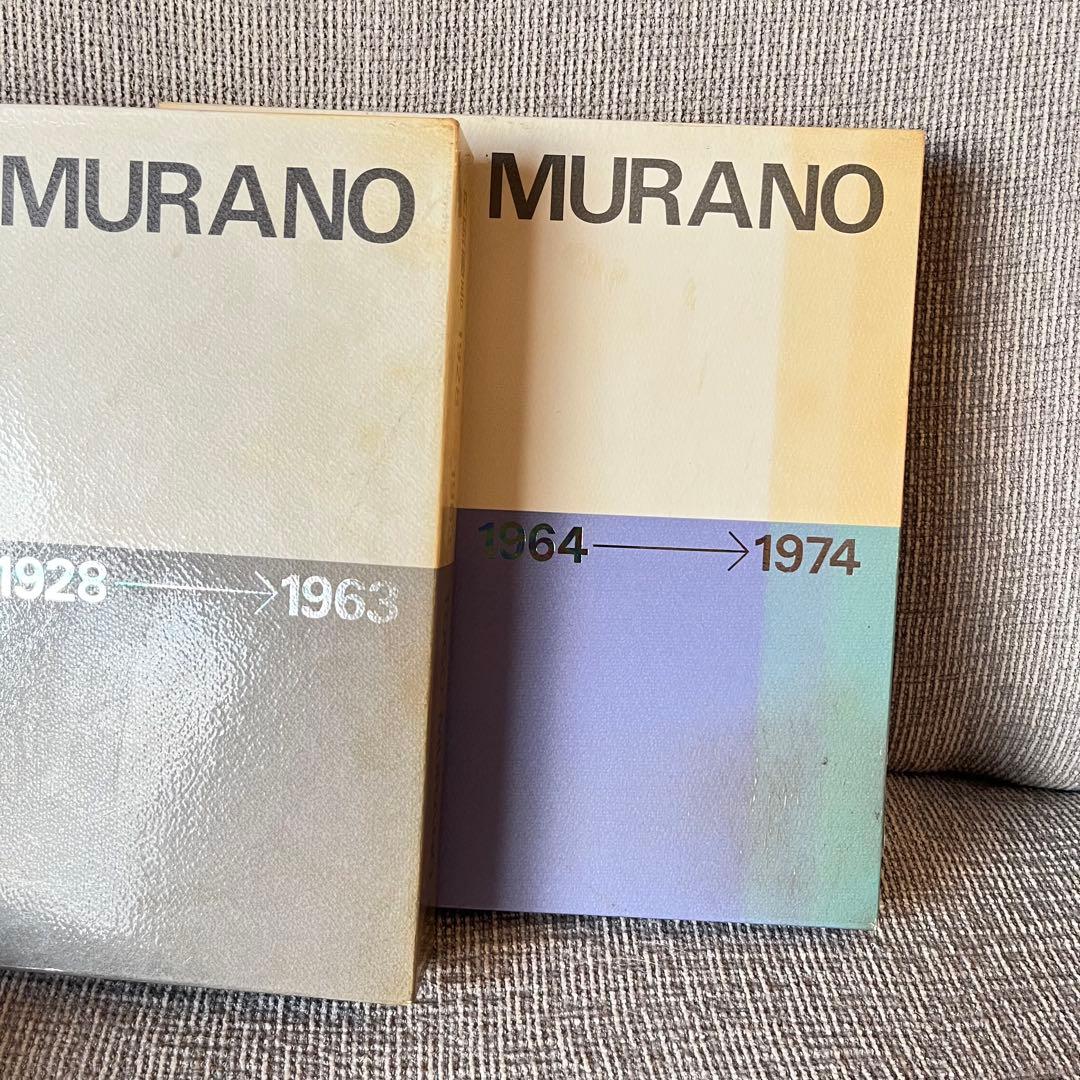 MURANO
1928 → 1963
MURANO
1964 → 1974